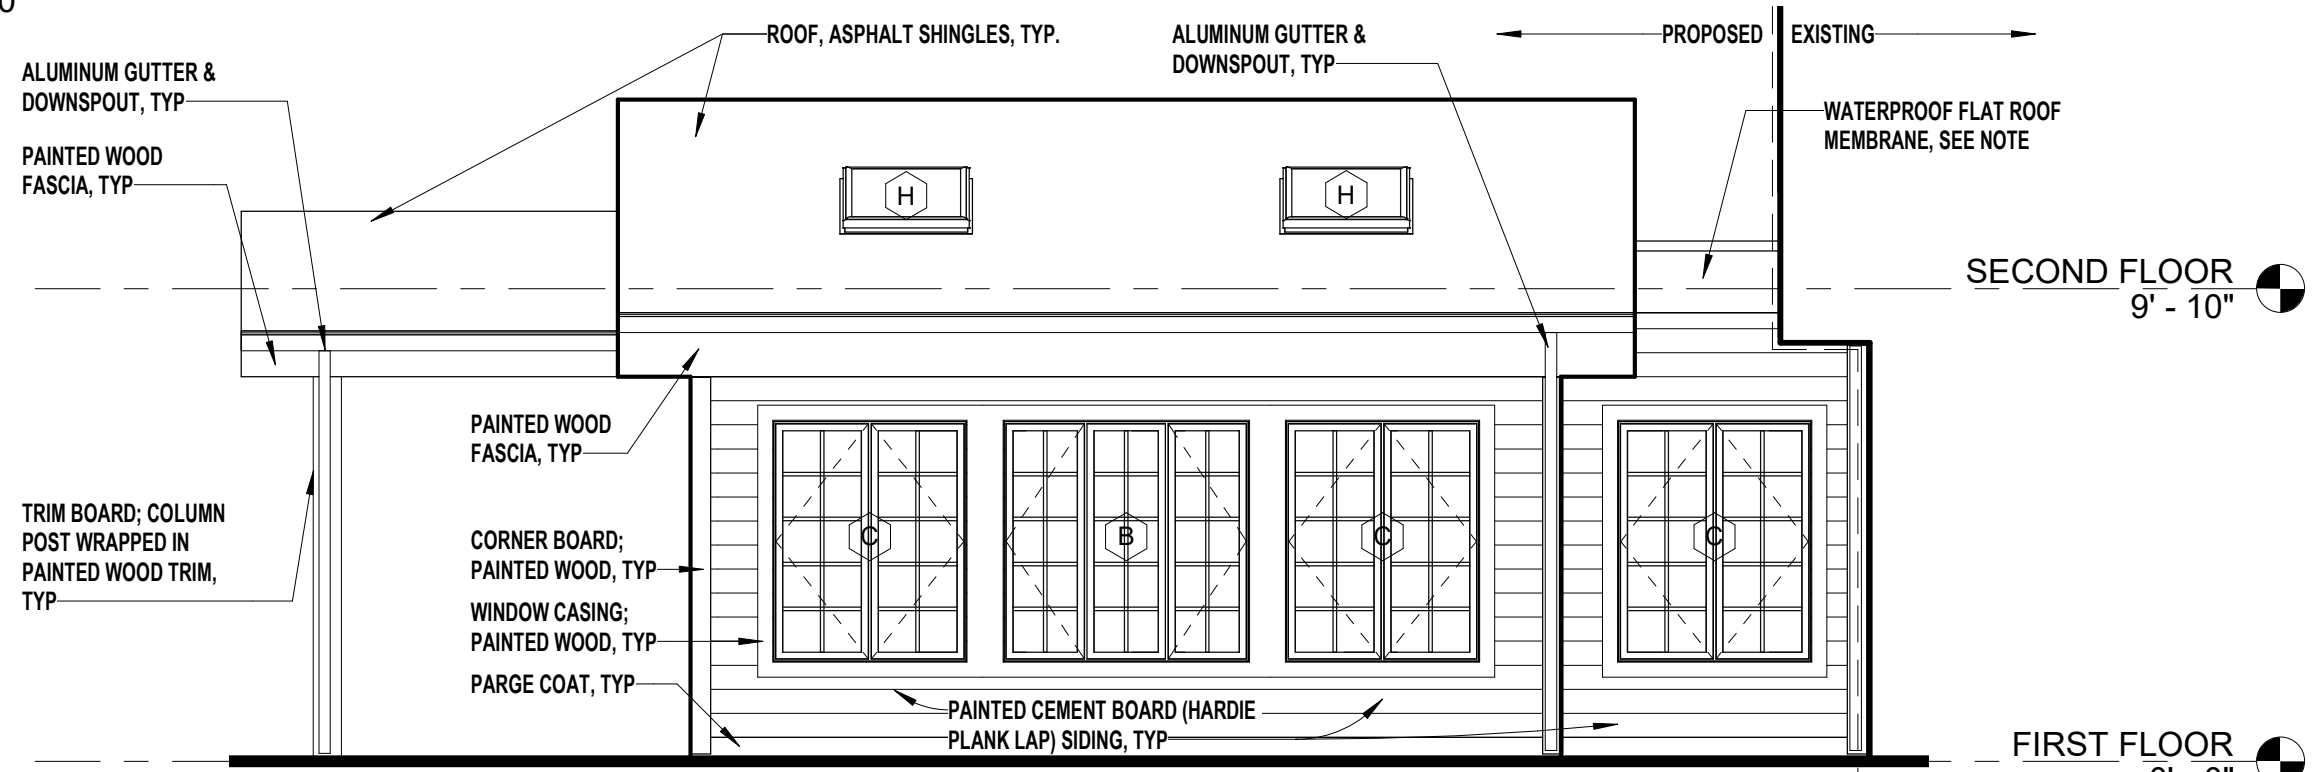 ROOF, ASPHALT SHINGLES, TYP.
ALUMINUM GUTTER &
DOWNSPOUT, TYP
PROPOSED
EXISTING
ALUMINUM GUTTER &
DOWNSPOUT, TYP
WATERPROOF FLAT ROOF
MEMBRANE, SEE NOTE
PAINTED WOOD
FASCIA, TYP
H
H
SECOND FLOOR
9' - 10"
PAINTED WOOD
FASCIA, TYP
TRIM BOARD; COLUMN
POST WRAPPED IN
PAINTED WOOD TRIM,
TYP
CORNER BOARD;
PAINTED WOOD, TYP
C
B
C
C
WINDOW CASING;
PAINTED WOOD, TYP
PARGE COAT, TYP
PAINTED CEMENT BOARD (HARDIE
PLANK LAP) SIDING, TYP
FIRST FLOOR